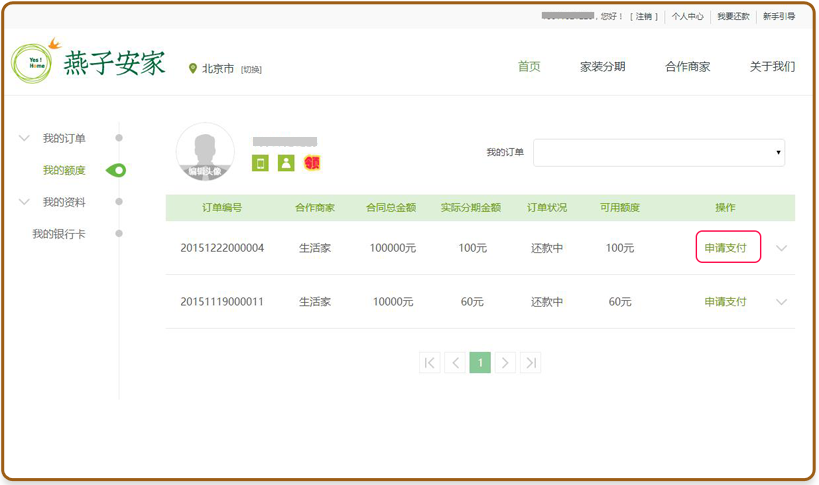 ，您好！ [ 注销 ] 个人中心 我要还款 新手引导
Yes !
Home
燕子安家
北京市 [切换]
首页 家装分期 合作商家 关于我们
我的订单
我的额度
我的资料
我的银行卡
编辑头像
领
我的订单
订单编号 合作商家 合同总金额 实际分期金额 订单状况 可用额度 操作
20151222000004 生活家 100000元 100元 还款中 100元 申请支付
20151119000011 生活家 10000元 60元 还款中 60元 申请支付
1